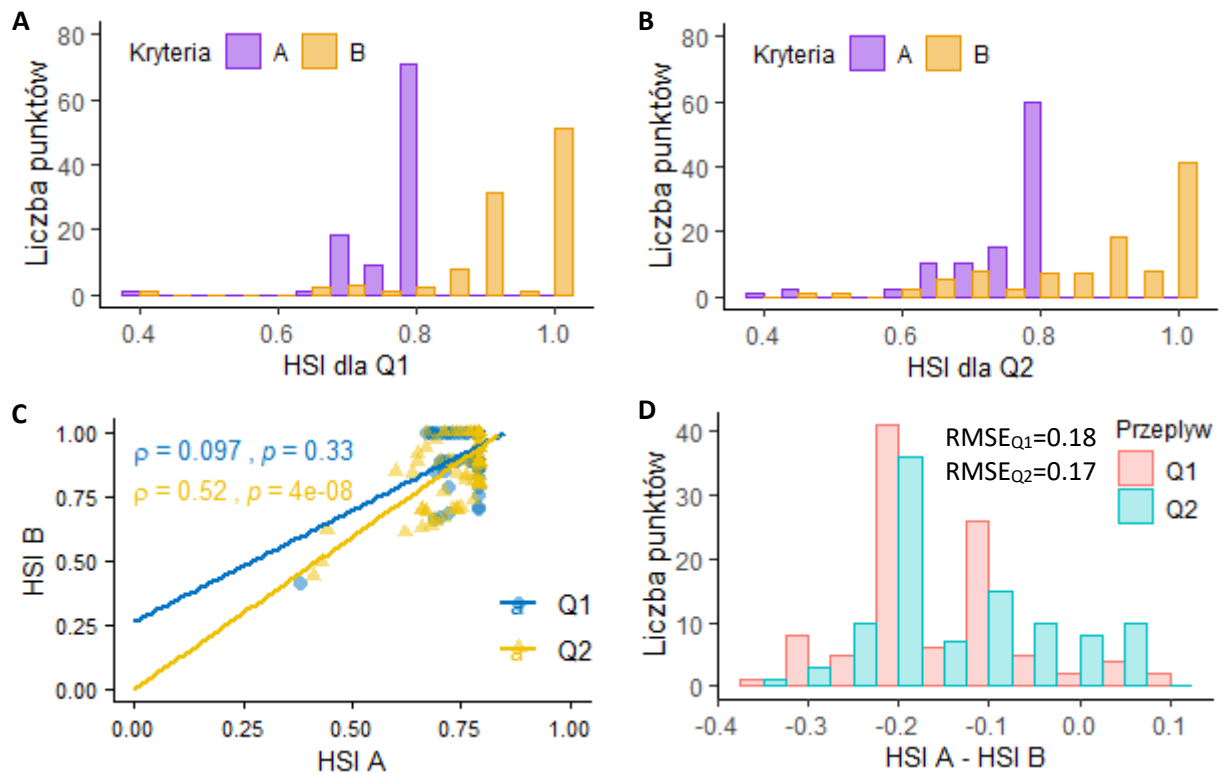 A
80
60
40
20
0
Liczba punktów
Kryteria A B
0.4 0.6 0.8 1.0
HSI dla Q1
B
80
60
40
20
0
Liczba punktów
Kryteria A B
0.4 0.6 0.8 1.0
HSI dla Q2
C
1.00
0.75
0.50
0.25
0.00
HSI B
ρ = 0.097 , p = 0.33
ρ = 0.52 , p = 4e-08
a Q1
a Q2
0.00 0.25 0.50 0.75 1.00
HSI A
D
40
30
20
10
0
Liczba punktów
RMSEQ1=0.18
RMSEQ2=0.17
Przeplyw
Q1
Q2
-0.4 -0.3 -0.2 -0.1 0.0 0.1
HSI A - HSI B